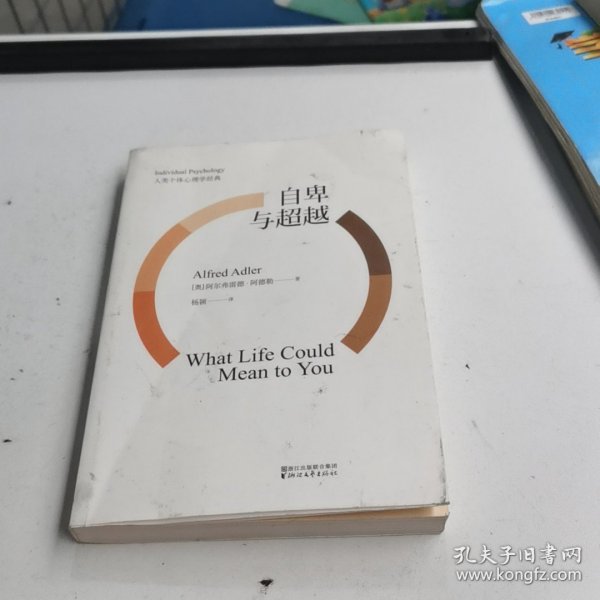 Individual Psychology
人类个体心理学经典
自卑
与超越
Alfred Adler
[奥]阿尔弗雷德·阿德勒——著
杨颖——译
What Life Could
Mean to You
浙江出版联合集团
浙江文艺出版社
孔夫子旧书网
www.kongfz.com